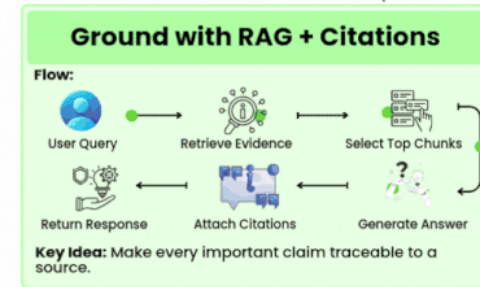 Ground with RAG + Citations
Flow:
User Query
Retrieve Evidence
Select Top Chunks
Return Response
Attach Citations
Generate Answer
Key Idea: Make every important claim traceable to a
source.